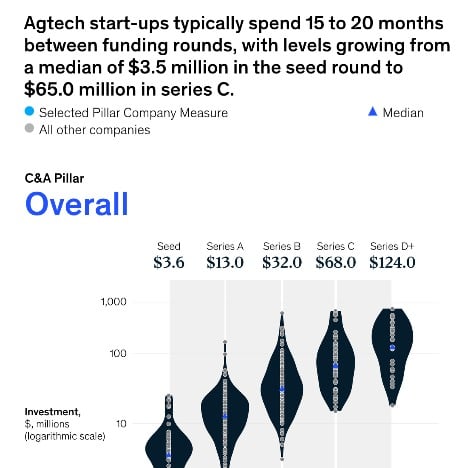 Agtech start-ups typically spend 15 to 20 months
between funding rounds, with levels growing from
a median of $3.5 million in the seed round to
$65.0 million in series C.
Selected Pillar Company Measure
Median
All other companies
C&A Pillar
Overall
Seed Series A Series B Series C Series D+
$3.6 $13.0 $32.0 $68.0 $124.0
1,000
100
Investment,
$, millions
(logarithmic scale)
10